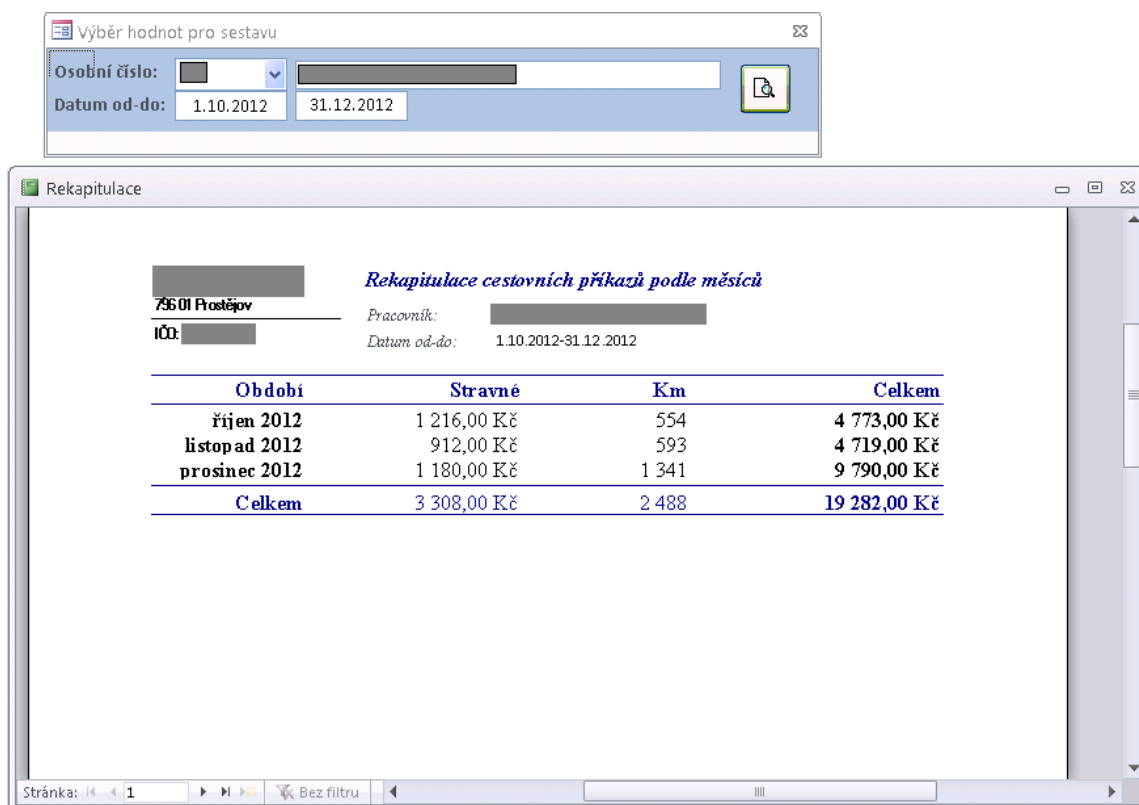 Výběr hodnot pro sestavu
Osobní číslo:
Datum od-do: 1.10.2012 31.12.2012
Rekapitulace
Rekapitulace cestovních příkazů podle měsíců
796 01 Prostějov
Pracovník:
IČO:
Datum od-do: 1.10.2012-31.12.2012
Období Stravné Km Celkem
říjen 2012 1 216,00 Kč 554 4 773,00 Kč
listopad 2012 912,00 Kč 593 4 719,00 Kč
prosinec 2012 1 180,00 Kč 1 341 9 790,00 Kč
Celkem 3 308,00 Kč 2 488 19 282,00 Kč
Stránka: 1 Bez filtru